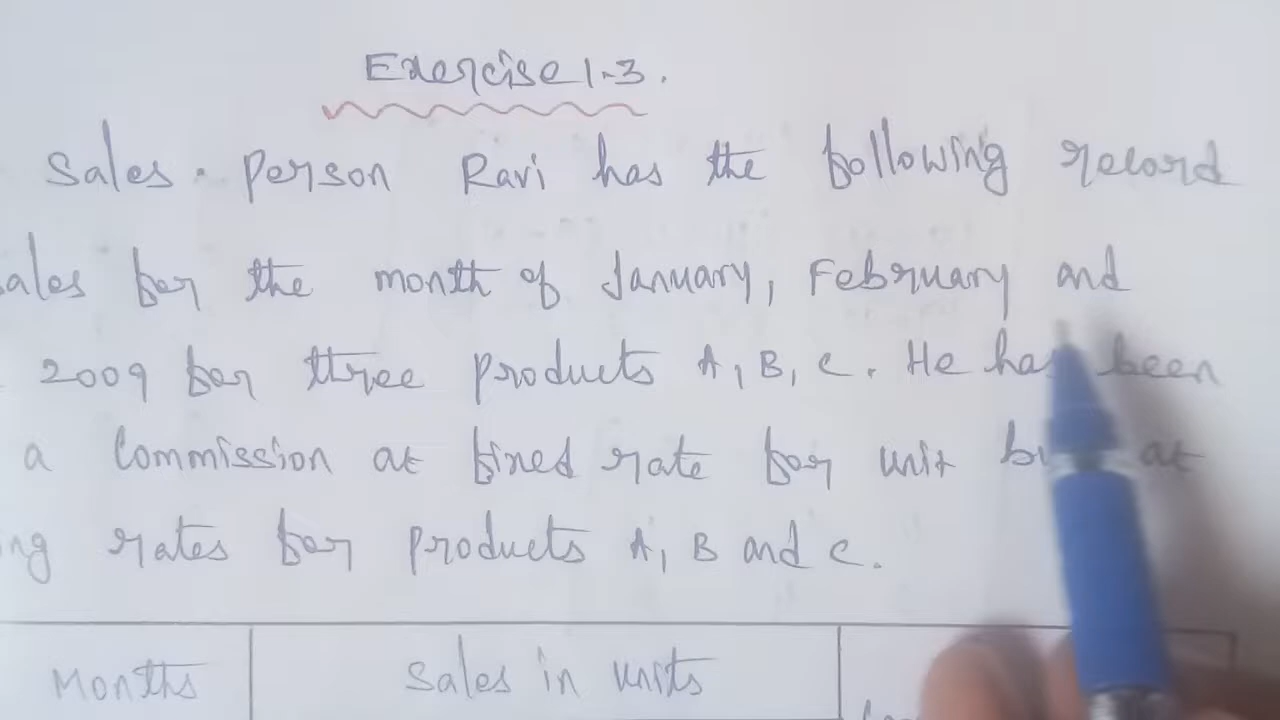 Exercise 1.3.
Sales. Person Ravi has the following record
ales for the month of January, February and
2009 for three products A, B, C. He has been
a Commission at fixed rate for unit at
ng rates for products A, B and C.
Months Sales in units